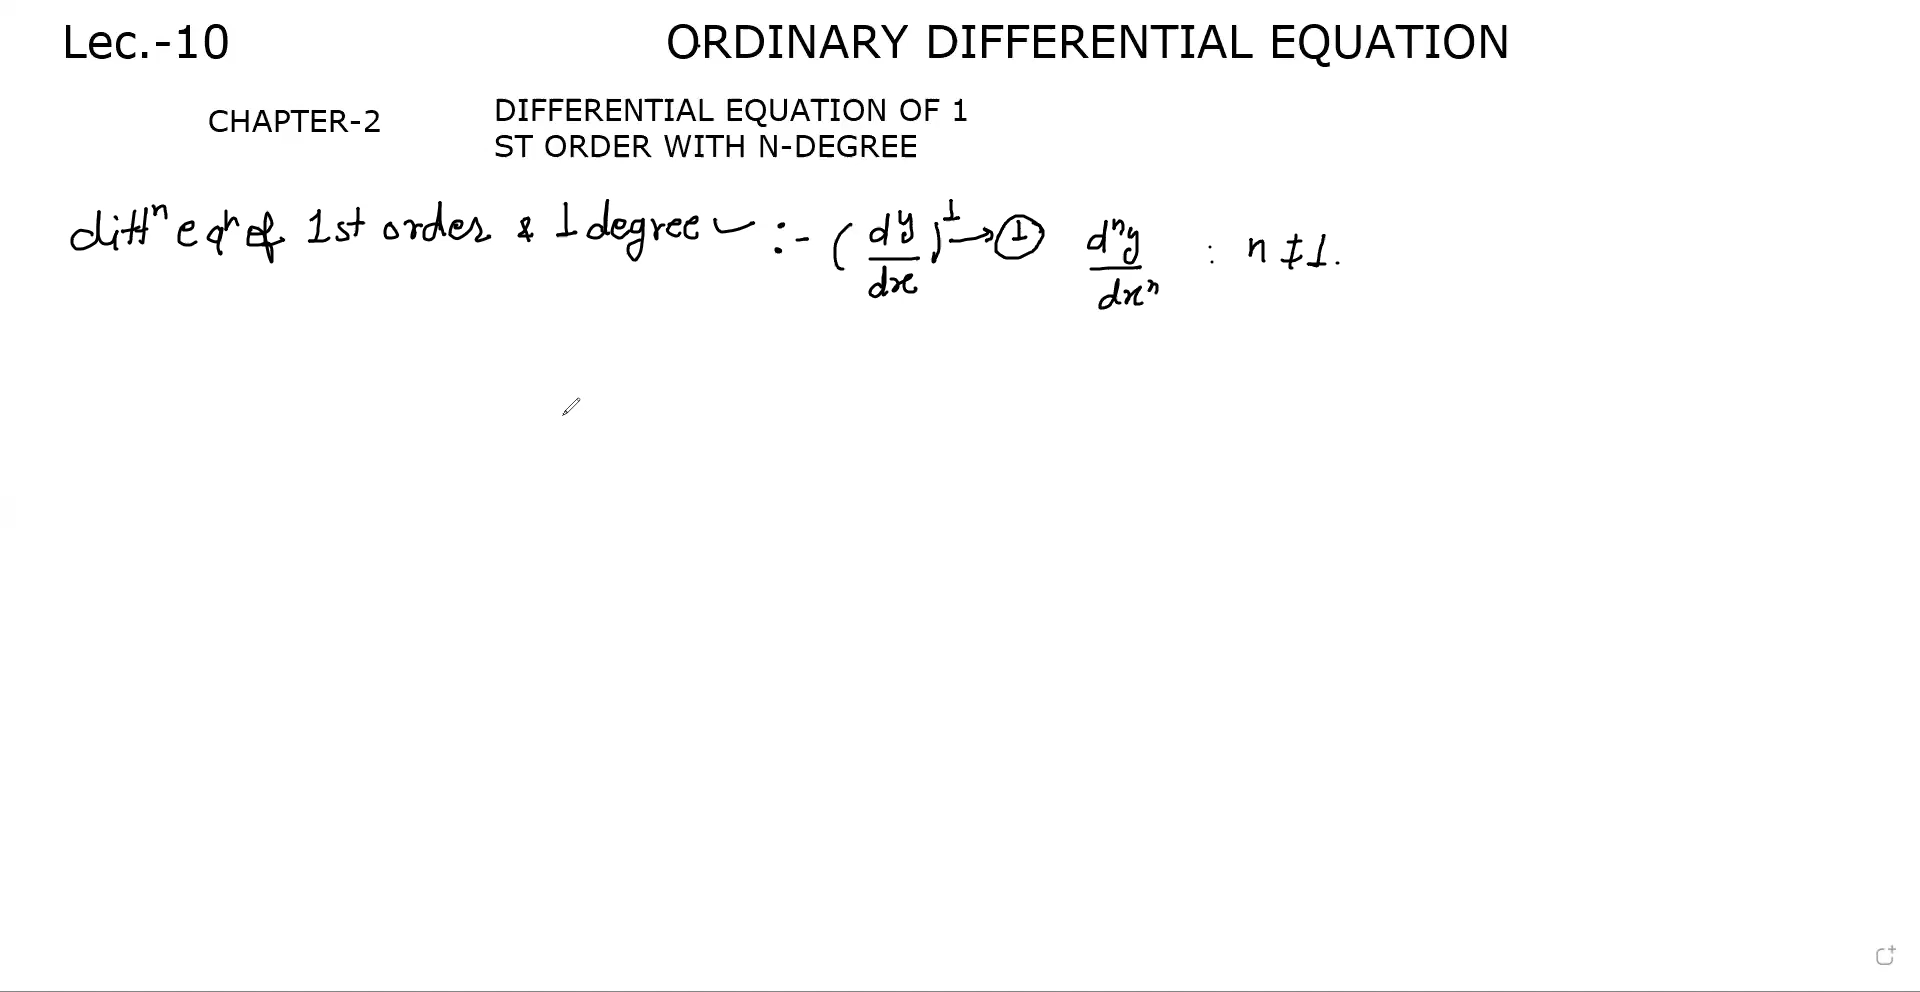 Lec.-10 ORDINARY DIFFERENTIAL EQUATION
CHAPTER-2 DIFFERENTIAL EQUATION OF 1
ST ORDER WITH N-DEGREE
diffⁿ eqⁿ of 1st order & 1 degree :- (dy/dx)¹ → ① dⁿy/dxⁿ : n ≠ 1.